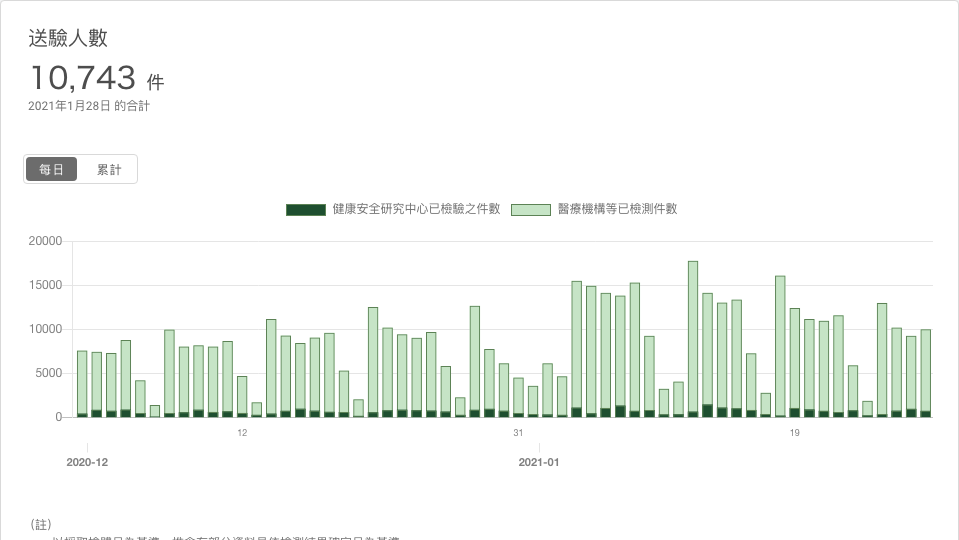 送驗人數
10,743 件
2021年1月28日 的合計
每日 累計
健康安全研究中心已檢驗之件數 醫療機構等已檢測件數
20000
15000
10000
5000
0
12 31 19
2020-12 2021-01
（註）